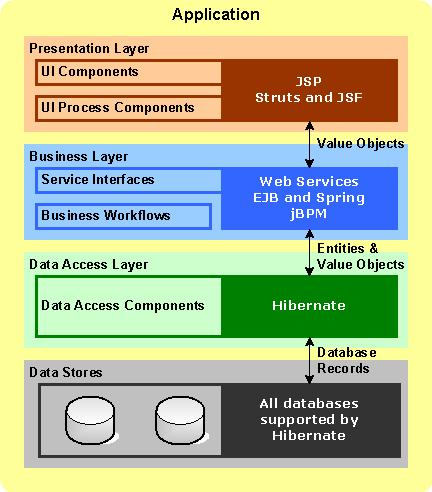 Application
Presentation Layer
UI Components
UI Process Components
JSP
Struts and JSF
Value Objects
Business Layer
Service Interfaces
Business Workflows
Web Services
EJB and Spring
jBPM
Entities &
Value Objects
Data Access Layer
Data Access Components
Hibernate
Database
Records
Data Stores
All databases
supported by
Hibernate